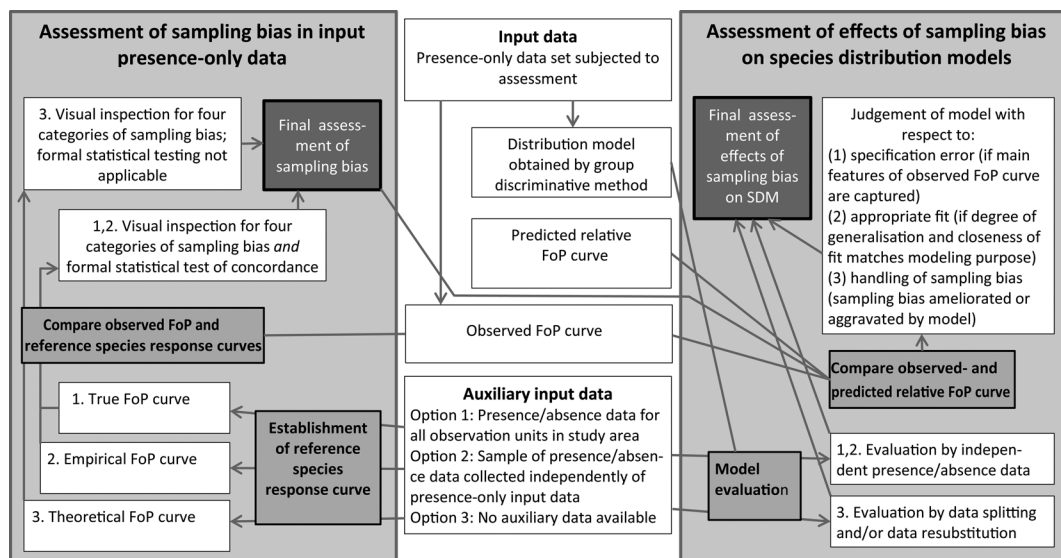 Assessment of sampling bias in input
presence-only data
3. Visual inspection for four
categories of sampling bias;
formal statistical testing not
applicable
Final assess-
ment of
sampling bias
1,2. Visual inspection for four
categories of sampling bias and
formal statistical test of concordance
Compare observed FoP and
reference species response curves
1. True FoP curve
2. Empirical FoP curve
3. Theoretical FoP curve
Establishment
of reference
species
response curve
Input data
Presence-only data set subjected to
assessment
Distribution model
obtained by group
discriminative method
Predicted relative
FoP curve
Observed FoP curve
Auxiliary input data
Option 1: Presence/absence data for
all observation units in study area
Option 2: Sample of presence/absen-
ce data collected independently of
presence-only input data
Option 3: No auxiliary data available
Assessment of effects of sampling bias
on species distribution models
Final assess-
ment of
effects of
sampling bias
on SDM
Judgement of model with
respect to:
(1) specification error (if main
features of observed FoP curve
are captured)
(2) appropriate fit (if degree of
generalisation and closeness of
fit matches modeling purpose)
(3) handling of sampling bias
(sampling bias ameliorated or
aggravated by model)
Compare observed- and
predicted relative FoP curve
Model
evaluation
1,2. Evaluation by indepen-
dent presence/absence data
3. Evaluation by data splitting
and/or data resubstitution